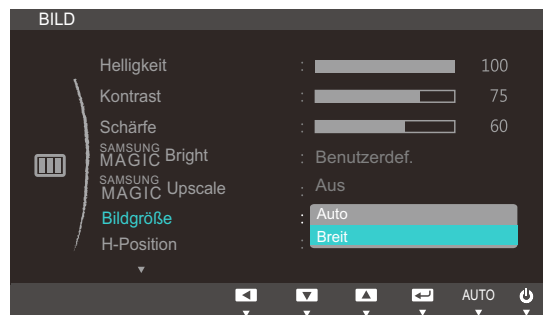 BILD
Helligkeit : 100
Kontrast : 75
Schärfe : 60
SAMSUNG MAGIC Bright : Benutzerdef.
SAMSUNG MAGIC Upscale : Aus
Bildgröße : Auto
Breit
H-Position :
AUTO